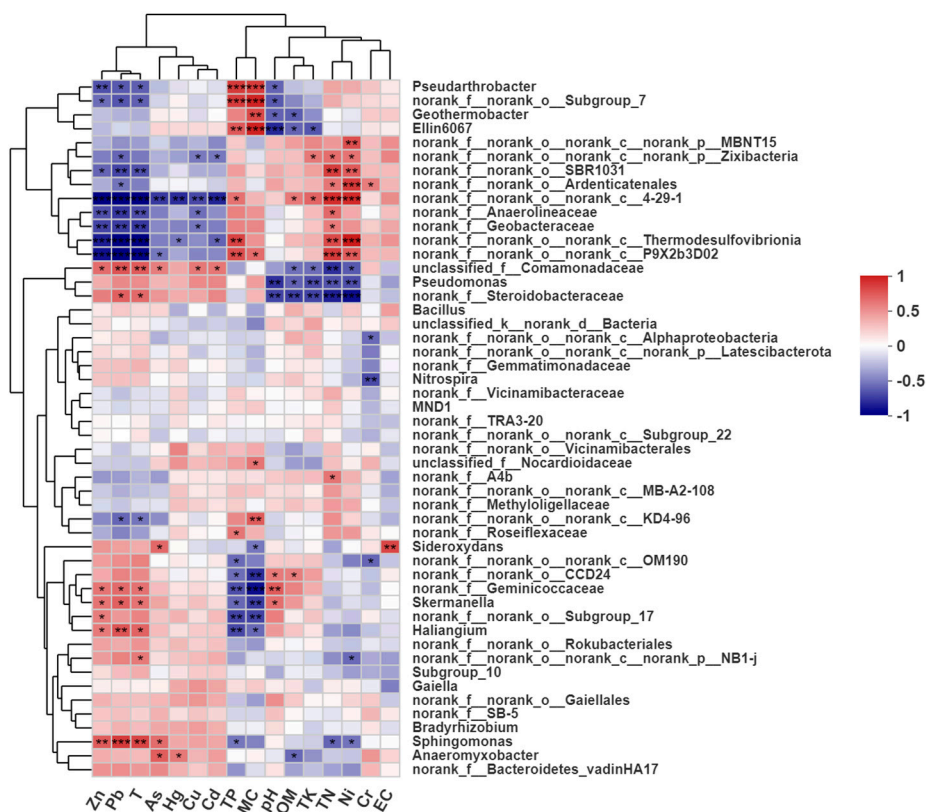 Pseudarthrobacter
norank_f__norank_o__Subgroup_7
Geothermobacter
Ellin6067
norank_f__norank_o__norank_c__norank_p__MBNT15
norank_f__norank_o__norank_c__norank_p__Zixibacteria
norank_f__norank_o__SBR1031
norank_f__norank_o__Ardenticatenales
norank_f__norank_o__norank_c__4-29-1
norank_f__Anaerolineaceae
norank_f__Geobacteraceae
norank_f__norank_o__norank_c__Thermodesulfovibrionia
norank_f__norank_o__norank_c__P9X2b3D02
unclassified_f__Comamonadaceae
Pseudomonas
norank_f__Steroidobacteraceae
Bacillus
unclassified_k__norank_d__Bacteria
norank_f__norank_o__norank_c__Alphaproteobacteria
norank_f__norank_o__norank_c__norank_p__Latescibacterota
norank_f__Gemmatimonadaceae
Nitrospira
norank_f__Vicinamibacteraceae
MND1
norank_f__TRA3-20
norank_f__norank_o__norank_c__Subgroup_22
norank_f__norank_o__Vicinamibacterales
unclassified_f__Nocardioidaceae
norank_f__A4b
norank_f__norank_o__norank_c__MB-A2-108
norank_f__Methyloligellaceae
norank_f__norank_o__norank_c__KD4-96
norank_f__Roseiflexaceae
Sideroxydans
norank_f__norank_o__norank_c__OM190
norank_f__norank_o__CCD24
norank_f__Geminicoccaceae
Skermanella
norank_f__norank_o__Subgroup_17
Haliangium
norank_f__norank_o__Rokubacteriales
norank_f__norank_o__norank_c__norank_p__NB1-j
Subgroup_10
Gaiella
norank_f__norank_o__Gaiellales
norank_f__SB-5
Bradyrhizobium
Sphingomonas
Anaeromyxobacter
norank_f__Bacteroidetes_vadinHA17
1
0.5
0
-0.5
-1
Zn Pb T As Hg Cu Cd TP MC pH OM TK TN Ni Cr EC